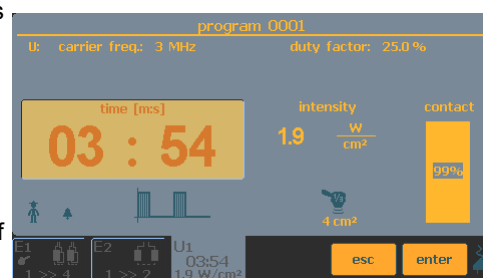 s
program 0001
U: carrier freq.: 3 MHz duty factor: 25.0 %
time [m:s] intensity contact
03 : 54 1.9 W/cm²
99%
4 cm²
f
E1 E2 U1
03:54
1 >> 4 1 >> 2 1.9 W/cm²
esc enter